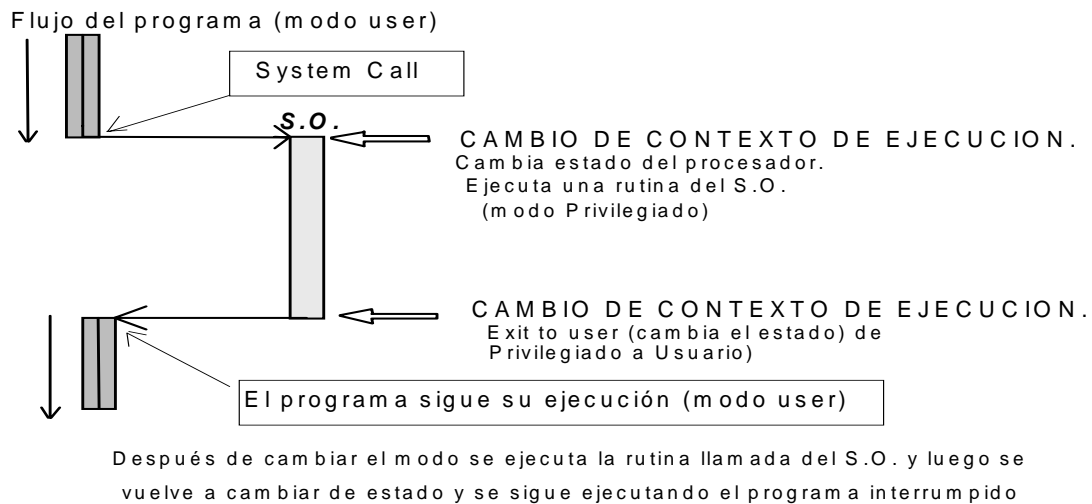 Flujo del programa (modo user)
System Call
S.O.
CAMBIO DE CONTEXTO DE EJECUCION.
Cambia estado del procesador.
Ejecuta una rutina del S.O.
(modo Privilegiado)
CAMBIO DE CONTEXTO DE EJECUCION.
Exit to user (cambia el estado) de
Privilegiado a Usuario)
El programa sigue su ejecución (modo user)
Después de cambiar el modo se ejecuta la rutina llamada del S.O. y luego se
vuelve a cambiar de estado y se sigue ejecutando el programa interrumpido